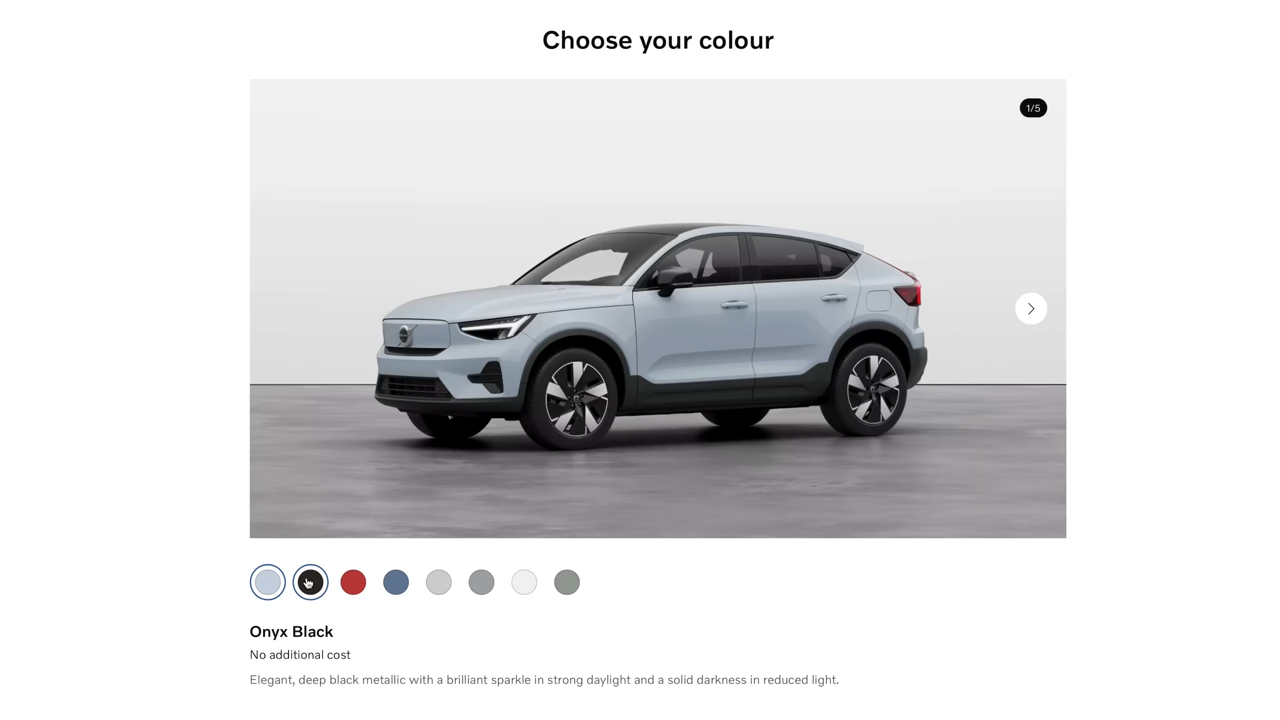 Choose your colour
1/5
Onyx Black
No additional cost
Elegant, deep black metallic with a brilliant sparkle in strong daylight and a solid darkness in reduced light.